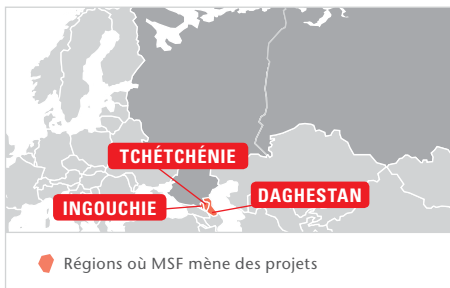 TCHÉTCHÉNIE
DAGHESTAN
INGOUCHIE
Régions où MSF mène des projets